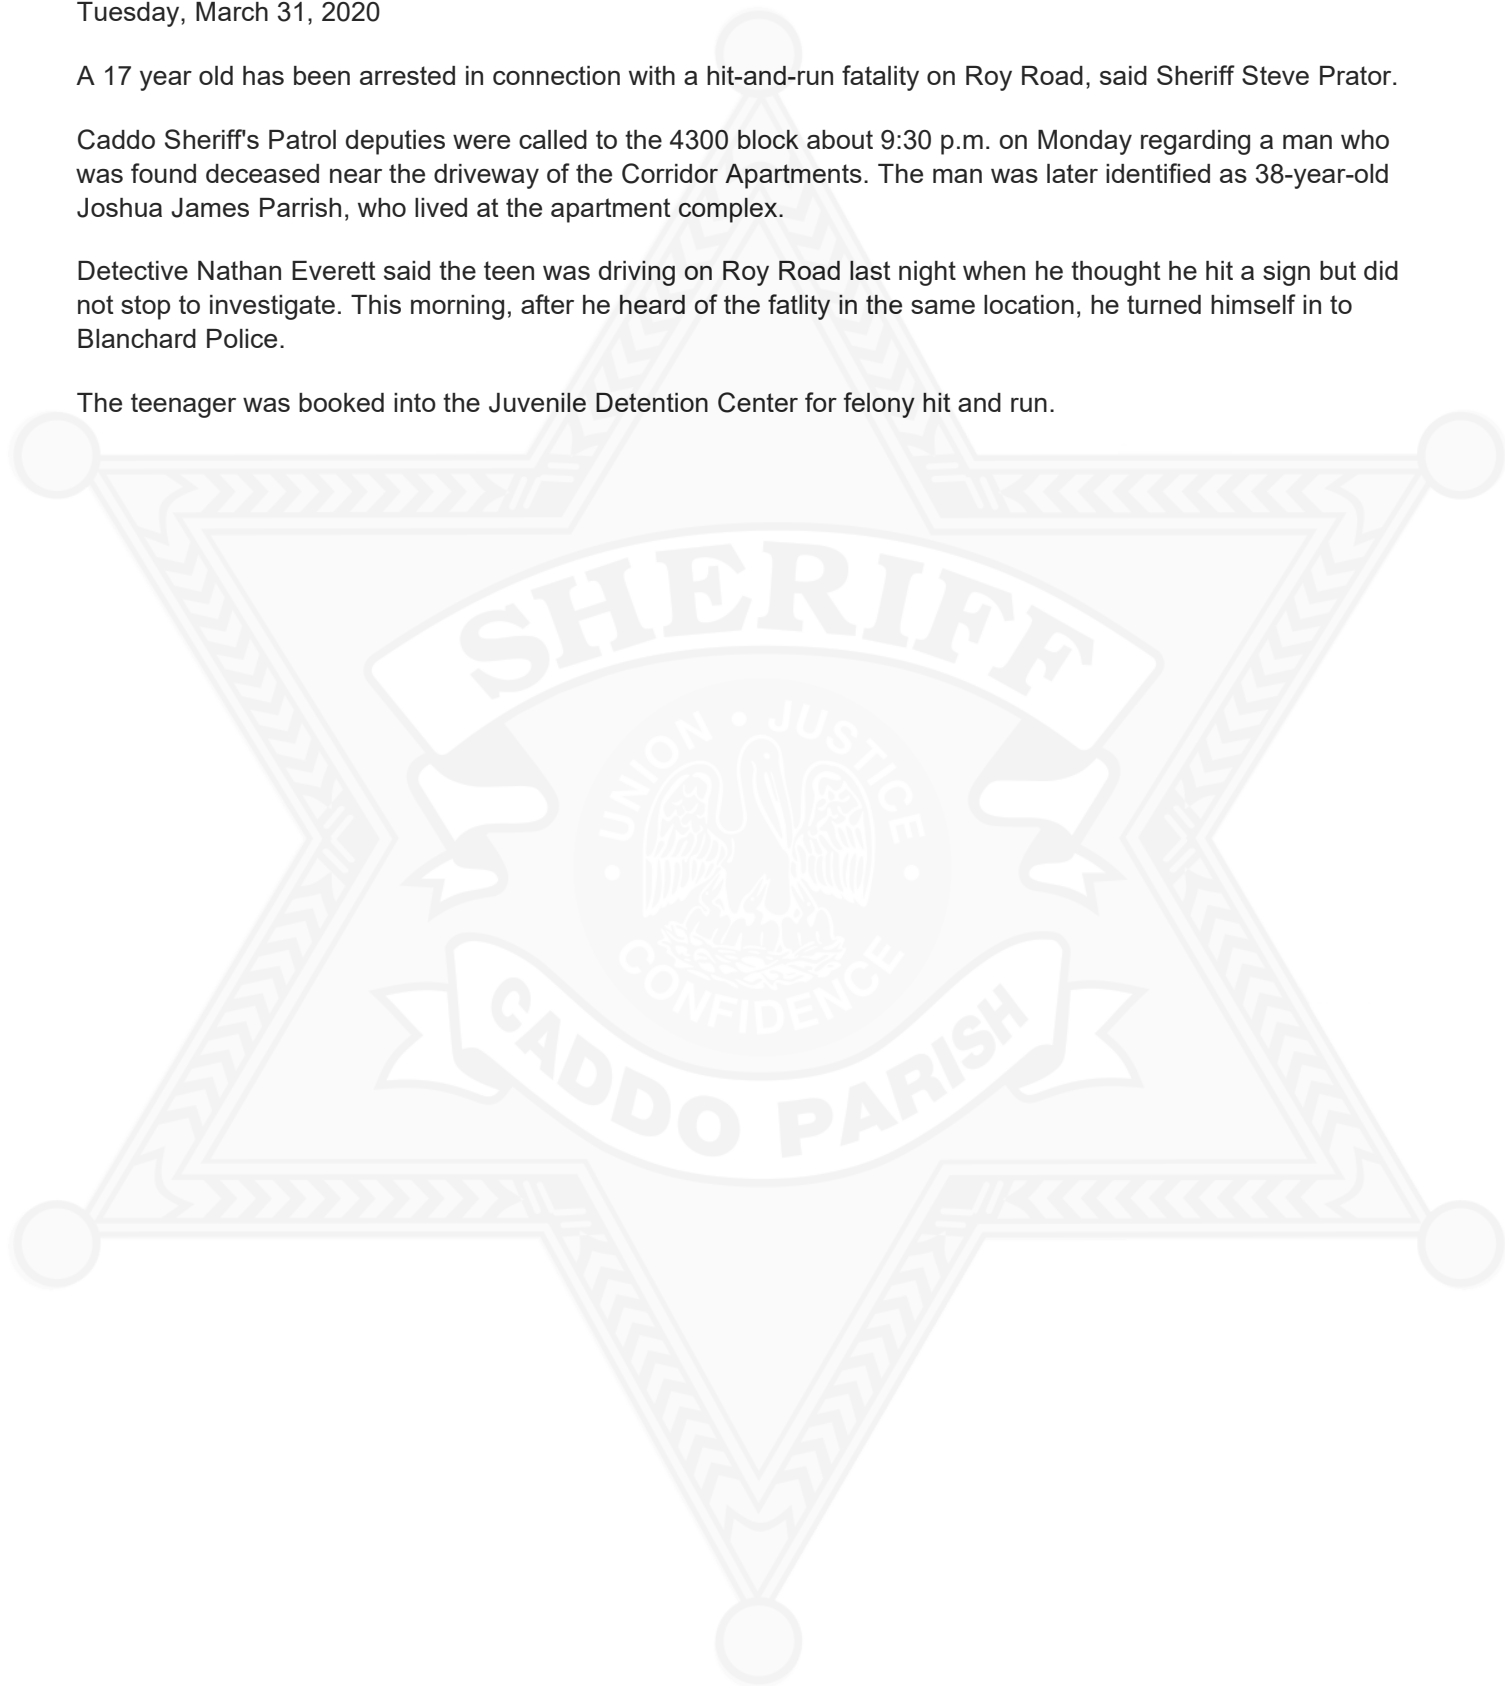 Tuesday, March 31, 2020
A 17 year old has been arrested in connection with a hit-and-run fatality on Roy Road, said Sheriff Steve Prator.
Caddo Sheriff's Patrol deputies were called to the 4300 block about 9:30 p.m. on Monday regarding a man who
was found deceased near the driveway of the Corridor Apartments. The man was later identified as 38-year-old
Joshua James Parrish, who lived at the apartment complex.
Detective Nathan Everett said the teen was driving on Roy Road last night when he thought he hit a sign but did
not stop to investigate. This morning, after he heard of the fatlity in the same location, he turned himself in to
Blanchard Police.
The teenager was booked into the Juvenile Detention Center for felony hit and run.
SHERIFF
UNION • JUSTICE
• CONFIDENCE •
CADDO PARISH